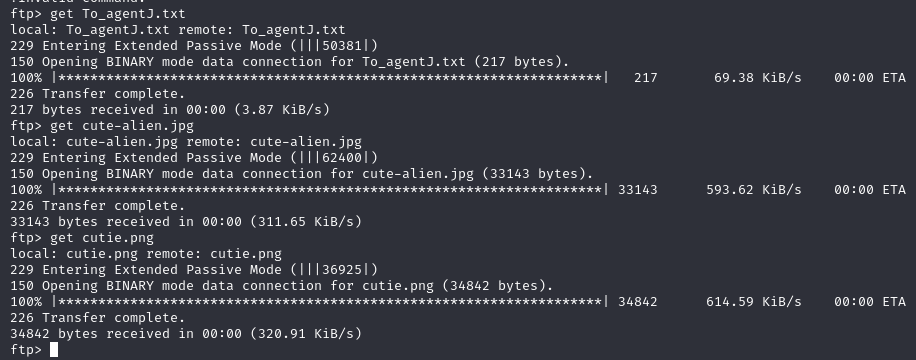 ftp> get To_agentJ.txt
local: To_agentJ.txt remote: To_agentJ.txt
229 Entering Extended Passive Mode (|||50381|)
150 Opening BINARY mode data connection for To_agentJ.txt (217 bytes).
100% |********************************************************************| 217 69.38 KiB/s 00:00 ETA
226 Transfer complete.
217 bytes received in 00:00 (3.87 KiB/s)
ftp> get cute-alien.jpg
local: cute-alien.jpg remote: cute-alien.jpg
229 Entering Extended Passive Mode (|||62400|)
150 Opening BINARY mode data connection for cute-alien.jpg (33143 bytes).
100% |********************************************************************| 33143 593.62 KiB/s 00:00 ETA
226 Transfer complete.
33143 bytes received in 00:00 (311.65 KiB/s)
ftp> get cutie.png
local: cutie.png remote: cutie.png
229 Entering Extended Passive Mode (|||36925|)
150 Opening BINARY mode data connection for cutie.png (34842 bytes).
100% |********************************************************************| 34842 614.59 KiB/s 00:00 ETA
226 Transfer complete.
34842 bytes received in 00:00 (320.91 KiB/s)
ftp>